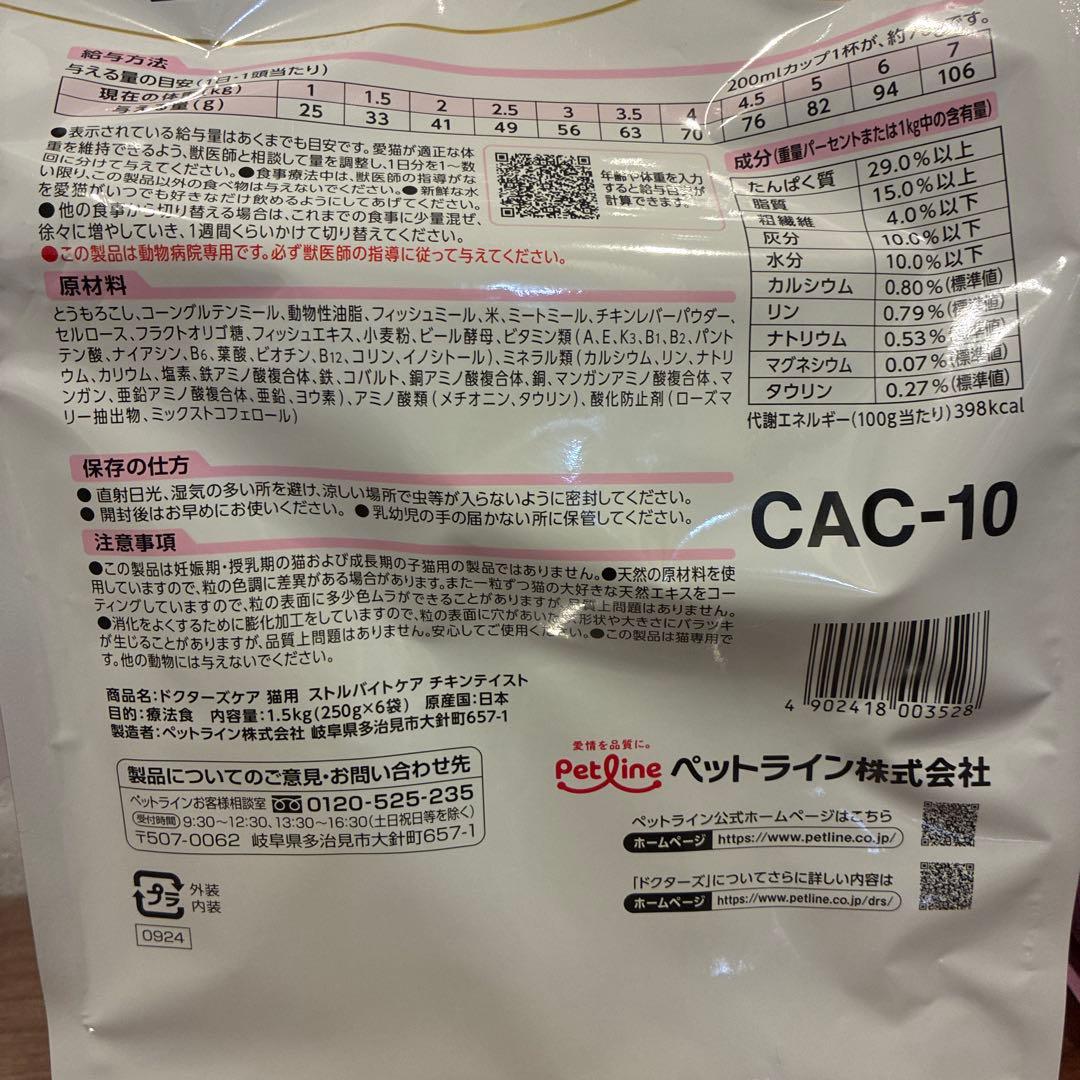 給与方法
与える量の目安(1日・1頭当たり)
200mlカップ1杯が、約
です。
現在の体重(kg) 1 1.5 2 2.5 3 3.5 4 4.5 5 6 7
与える量(g) 25 33 41 49 56 63 70 76 82 94 106
●表示されている給与量はあくまでも目安です。愛猫が適正な体
重を維持できるよう、獣医師と相談して量を調整し、1日分を1〜数
回に分けて与えてください。●食事療法中は、獣医師の指導がな
い限り、この製品以外の食べ物は与えないでください。●新鮮な水
を愛猫がいつでも好きなだけ飲めるようにしてあげてください。
●他の食事から切り替える場合は、これまでの食事に少量混ぜ、
徐々に増やしていき、1週間くらいかけて切り替えてください。
●この製品は動物病院専用です。必ず獣医師の指導に従って与えてください。
年齢や体重を入力
すると給与目安が
計算できます。
成分(重量パーセントまたは1kg中の含有量)
たんぱく質 29.0%以上
脂質 15.0%以上
粗繊維 4.0%以下
灰分 10.0%以下
水分 10.0%以下
カルシウム 0.80%(標準値)
リン 0.79%(標準値)
ナトリウム 0.53%(標準値)
マグネシウム 0.07%(標準値)
タウリン 0.27%(標準値)
代謝エネルギー(100g当たり)398kcal
原材料
とうもろこし、コーングルテンミール、動物性油脂、フィッシュミール、米、ミートミール、チキンレバーパウダー、
セルロース、フラクトオリゴ糖、フィッシュエキス、小麦粉、ビール酵母、ビタミン類(A、E、K3、B1、B2、パント
テン酸、ナイアシン、B6、葉酸、ビオチン、B12、コリン、イノシトール)、ミネラル類(カルシウム、リン、ナトリ
ウム、カリウム、塩素、鉄アミノ酸複合体、鉄、コバルト、銅アミノ酸複合体、銅、マンガンアミノ酸複合体、マ
ンガン、亜鉛アミノ酸複合体、亜鉛、ヨウ素)、アミノ酸類(メチオニン、タウリン)、酸化防止剤(ローズマ
リー抽出物、ミックストコフェロール)
保存の仕方
●直射日光、湿気の多い所を避け、涼しい場所で虫等が入らないように密封してください。
●開封後はお早めにお使いください。●乳幼児の手の届かない所に保管してください。
CAC-10
注意事項
●この製品は妊娠期・授乳期の猫および成長期の子猫用の製品ではありません。●天然の原材料を使
用していますので、粒の色調に差異がある場合があります。また一粒ずつ猫の大好きな天然エキスをコー
ティングしていますので、粒の表面に多少色ムラができることがありますが、品質上問題はありません。
●消化をよくするために膨化加工をしていますので、粒の表面に穴があいたり、形状や大きさにバラツキ
が生じることがありますが、品質上問題はありません。安心してご使用ください。●この製品は猫専用で
す。他の動物には与えないでください。
商品名:ドクターズケア 猫用 ストルバイトケア チキンテイスト
目的:療法食 内容量:1.5kg(250g×6袋) 原産国:日本
製造者:ペットライン株式会社 岐阜県多治見市大針町657-1
4 902418 003528
製品についてのご意見・お問い合わせ先
ペットラインお客様相談室 0120-525-235
受付時間 9:30〜12:30、13:30〜16:30(土日祝日等を除く)
〒507-0062 岐阜県多治見市大針町657-1
愛情を品質に。
Petline ペットライン株式会社
ペットライン公式ホームページはこちら
ホームページ https://www.petline.co.jp/
「ドクターズ」についてさらに詳しい内容は
ホームページ https://www.petline.co.jp/drs/
プラ 外装
内装
0924